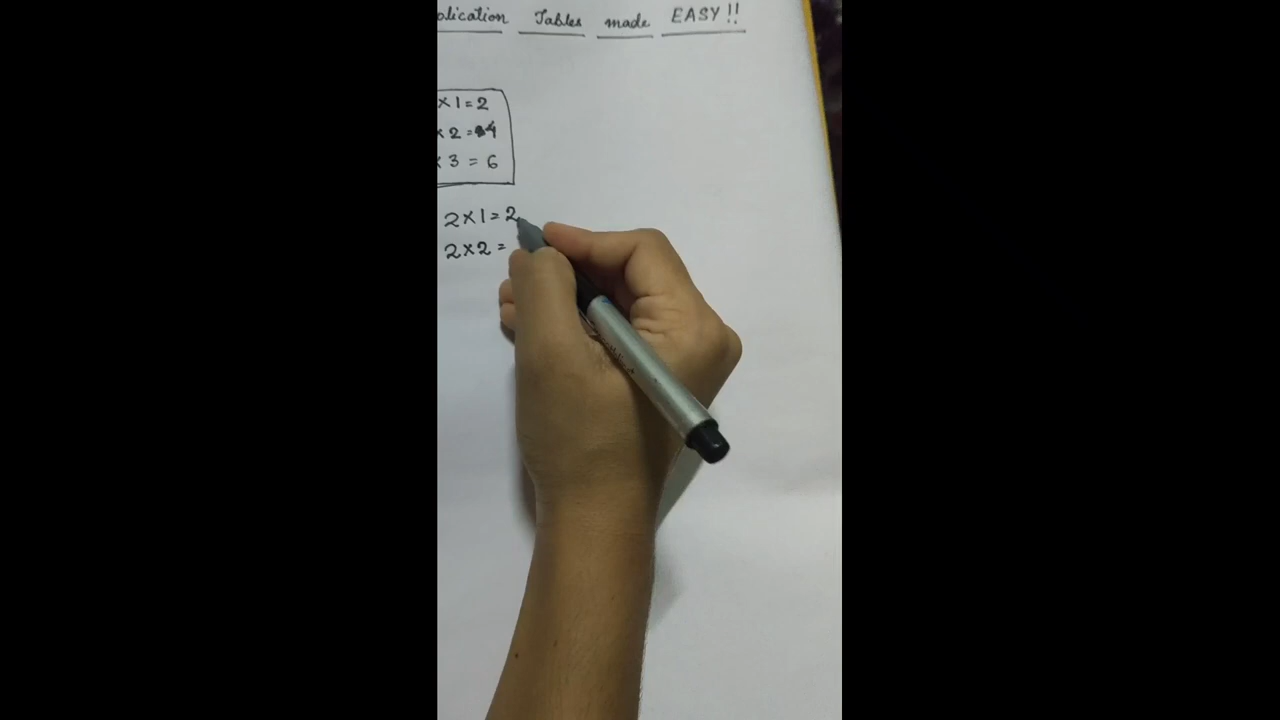 plication Tables made EASY!!
× 1 = 2
× 2 = 4
× 3 = 6
2 × 1 = 2
2 × 2 =